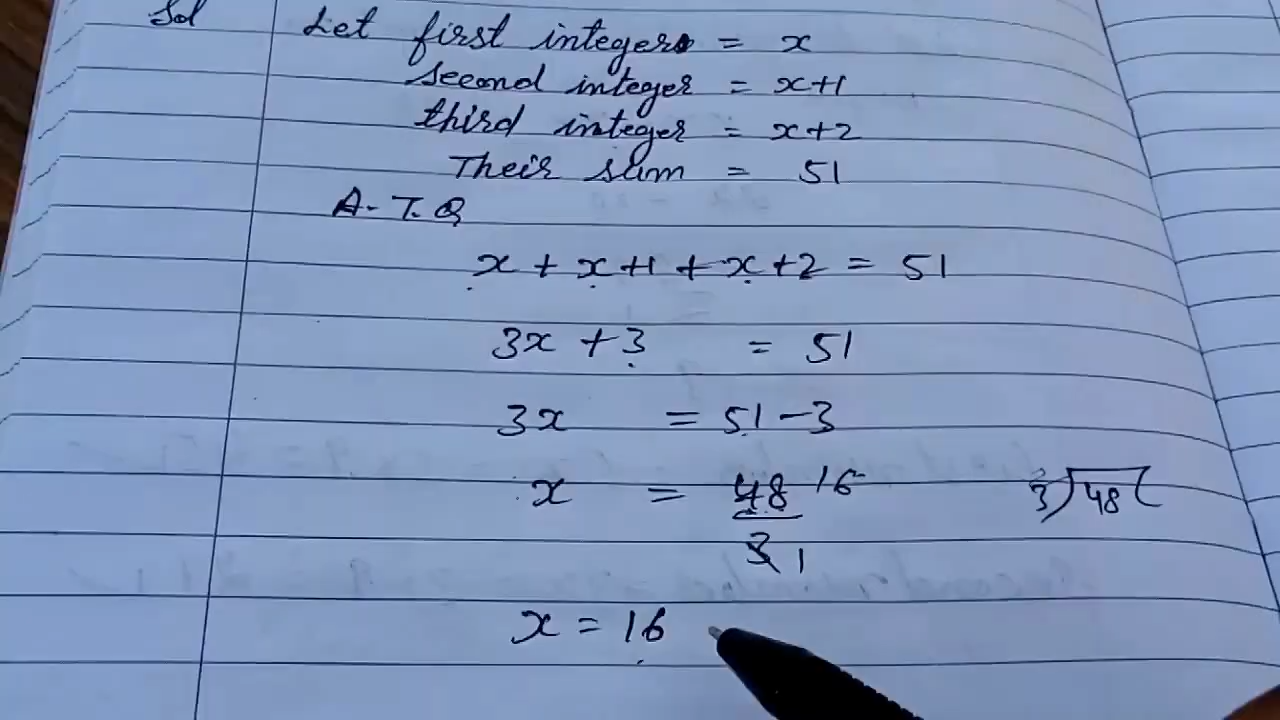 Sol Let first integer = x
second integer = x+1
third integer = x+2
Their sum = 51
A.T.Q
x + x+1 + x+2 = 51
3x + 3 = 51
3x = 51 - 3
x = 48/3 16 1 3)48(
x = 16